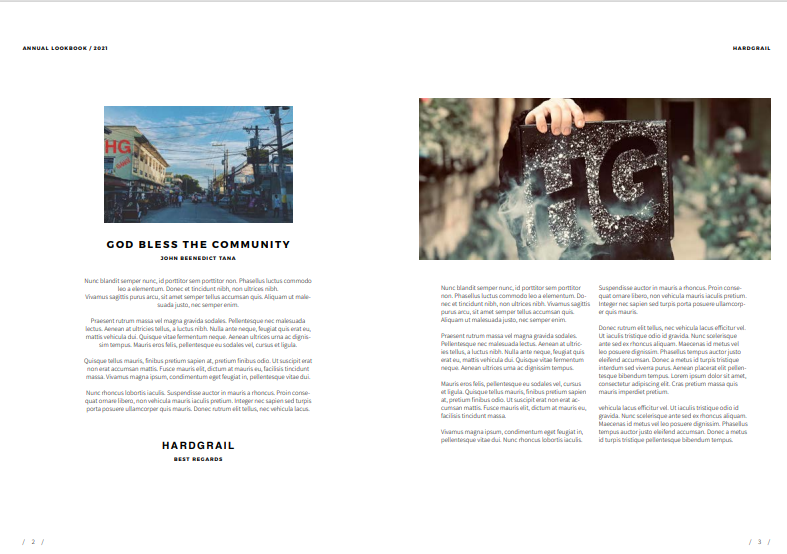 ANNUAL LOOKBOOK / 2021
HARDGRAIL
HG
GOD BLESS THE COMMUNITY
JOHN BEENEDICT TANA
Nunc blandit semper nunc, id porttitor sem porttitor non. Phasellus luctus commodo
leo a elementum. Donec et tincidunt nibh, non ultrices nibh.
Vivamus sagittis purus arcu, sit amet semper tellus accumsan quis. Aliquam ut male-
suada justo, nec semper enim.
Praesent rutrum massa vel magna gravida sodales. Pellentesque nec malesuada
lectus. Aenean at ultricies tellus, a luctus nibh. Nulla ante neque, feugiat quis erat eu,
mattis vehicula dui. Quisque vitae fermentum neque. Aenean ultrices urna ac dignis-
sim tempus. Mauris eros felis, pellentesque eu sodales vel, cursus et ligula.
Quisque tellus mauris, finibus pretium sapien at, pretium finibus odio. Ut suscipit erat
non erat accumsan mattis. Fusce mauris elit, dictum at mauris eu, facilisis tincidunt
massa. Vivamus magna ipsum, condimentum eget feugiat in, pellentesque vitae dui.
Nunc rhoncus lobortis iaculis. Suspendisse auctor in mauris a rhoncus. Proin conse-
quat ornare libero, non vehicula mauris iaculis pretium. Integer nec sapien sed turpis
porta posuere ullamcorper quis mauris. Donec rutrum elit tellus, nec vehicula lacus.
HARDGRAIL
BEST REGARDS
/ 2 /
HG
Nunc blandit semper nunc, id porttitor sem porttitor
non. Phasellus luctus commodo leo a elementum. Do-
nec et tincidunt nibh, non ultrices nibh. Vivamus sagittis
purus arcu, sit amet semper tellus accumsan quis.
Aliquam ut malesuada justo, nec semper enim.
Praesent rutrum massa vel magna gravida sodales.
Pellentesque nec malesuada lectus. Aenean at ultric-
ies tellus, a luctus nibh. Nulla ante neque, feugiat quis
erat eu, mattis vehicula dui. Quisque vitae fermentum
neque. Aenean ultrices urna ac dignissim tempus.
Mauris eros felis, pellentesque eu sodales vel, cursus
et ligula. Quisque tellus mauris, finibus pretium sapien
at, pretium finibus odio. Ut suscipit erat non erat ac-
cumsan mattis. Fusce mauris elit, dictum at mauris eu,
facilisis tincidunt massa.
Vivamus magna ipsum, condimentum eget feugiat in,
pellentesque vitae dui. Nunc rhoncus lobortis iaculis.
Suspendisse auctor in mauris a rhoncus. Proin conse-
quat ornare libero, non vehicula mauris iaculis pretium.
Integer nec sapien sed turpis porta posuere ullamcorp-
er quis mauris.
Donec rutrum elit tellus, nec vehicula lacus efficitur vel.
Ut iaculis tristique odio id gravida. Nunc scelerisque
ante sed ex rhoncus aliquam. Maecenas id metus vel
leo posuere dignissim. Phasellus tempus auctor justo
eleifend accumsan. Donec a metus id turpis tristique
interdum sed viverra purus. Aenean placerat elit pellen-
tesque bibendum tempus. Lorem ipsum dolor sit amet,
consectetur adipiscing elit. Cras pretium massa quis
mauris imperdiet pretium.
vehicula lacus efficitur vel. Ut iaculis tristique odio id
gravida. Nunc scelerisque ante sed ex rhoncus aliquam.
Maecenas id metus vel leo posuere dignissim. Phasellus
tempus auctor justo eleifend accumsan. Donec a metus
id turpis tristique pellentesque bibendum tempus.
/ 3 /